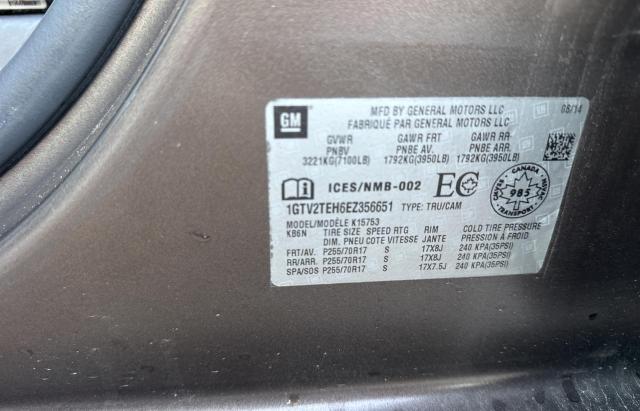 GM
MFD BY GENERAL MOTORS LLC 08/14
FABRIQUÉ PAR GENERAL MOTORS LLC
GVWR GAWR FRT GAWR RR
PNBV PNBE AV. PNBE ARR.
3221KG(7100LB) 1792KG(3950LB) 1792KG(3950LB)
ICES/NMB-002 EC CANADA 985 TRANSPORT
1GTV2TEH6EZ356651 TYPE: TRU/CAM
MODEL/MODÈLE K15753
K86N TIRE SIZE SPEED RTG RIM COLD TIRE PRESSURE
DIM. PNEU COTE VITESSE JANTE PRESSION À FROID
FRT/AV. P255/70R17 S 17X8J 240 KPA(35PSI)
RR/ARR. P255/70R17 S 17X8J 240 KPA(35PSI)
SPA/SOS P255/70R17 S 17X7.5J 240 KPA(35PSI)